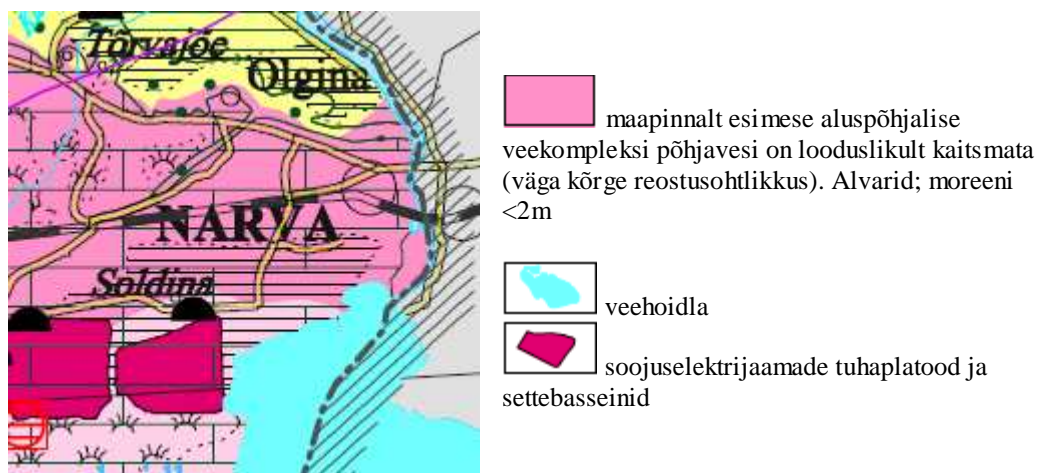 Tõrvajõe
Olgina
NARVA
Soldina
maapinnalt esimese aluspõhjalise
veekompleksi põhjavesi on looduslikult kaitsmata
(väga kõrge reostusohtlikkus). Alvarid; moreeni
<2m
veehoidla
soojuselektrijaamade tuhaplatood ja
settebasseinid